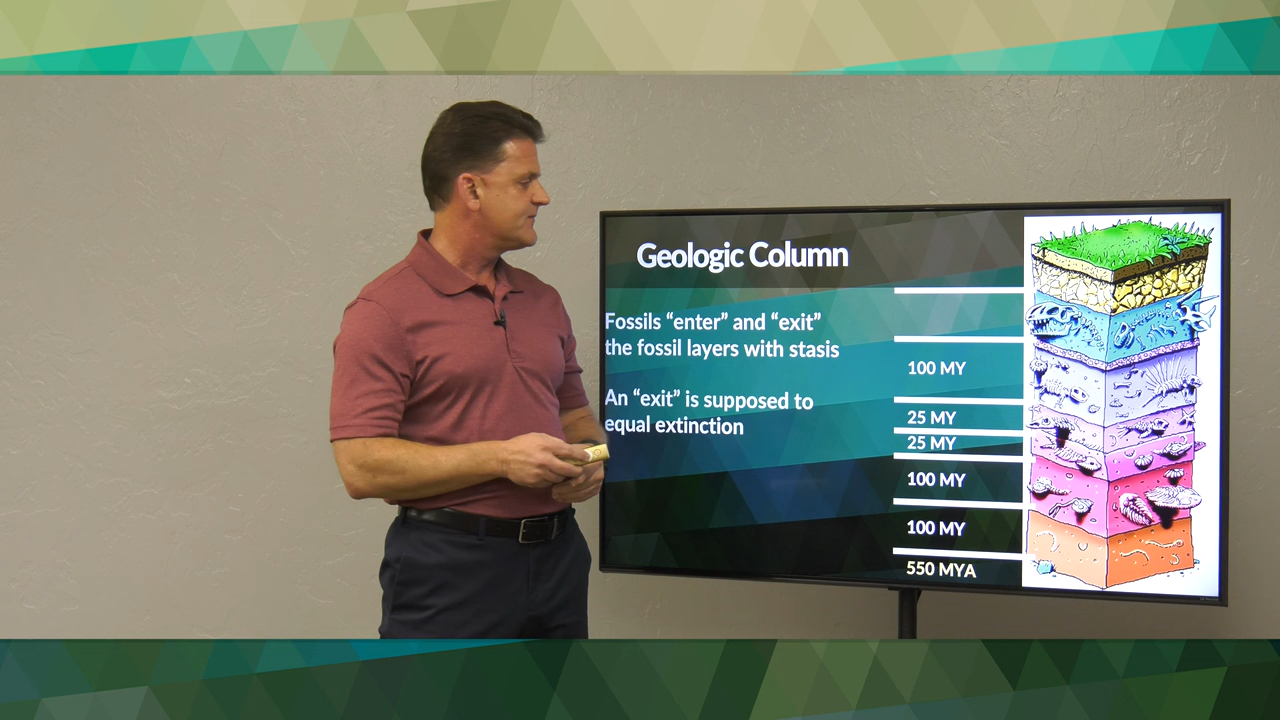 Geologic Column
Fossils “enter” and “exit”
the fossil layers with stasis
An “exit” is supposed to
equal extinction
100 MY
25 MY
25 MY
100 MY
100 MY
550 MYA